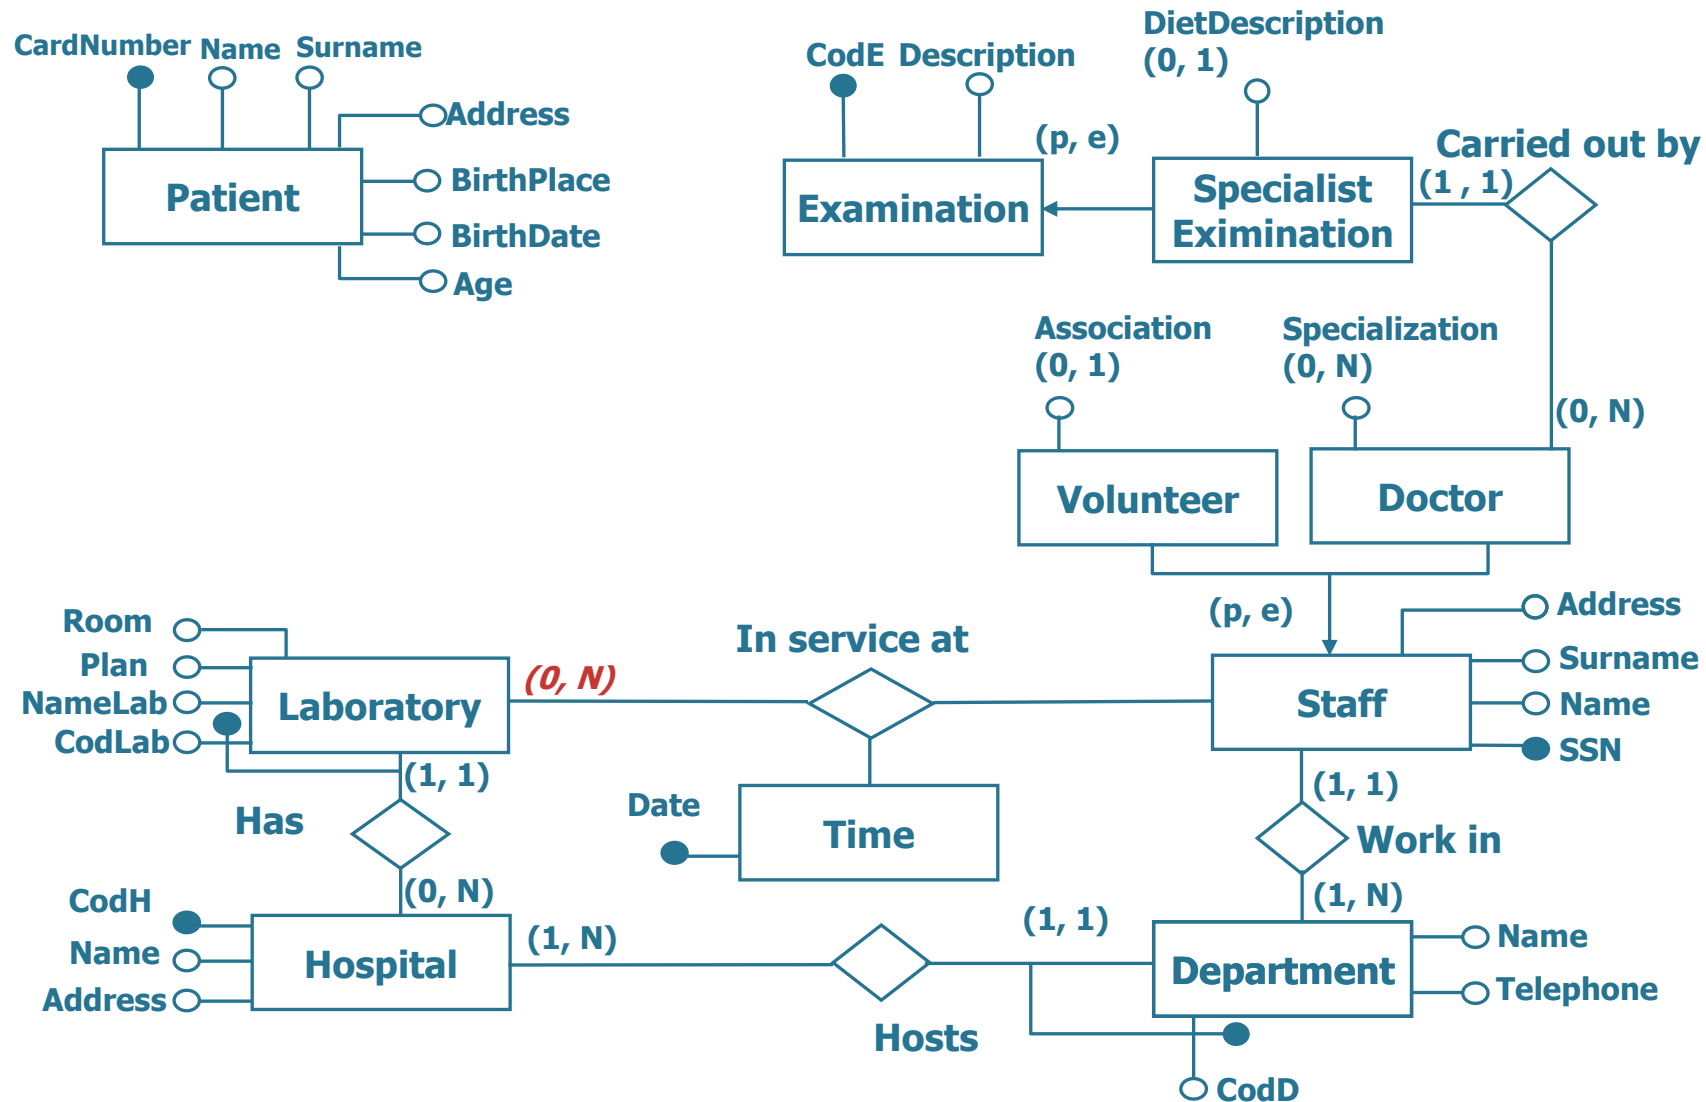 CardNumber Name Surname
Address
Patient
BirthPlace
BirthDate
Age
DietDescription
(0, 1)
CodE Description
(p, e)
Examination
Specialist
Eximination
Carried out by
(1 , 1)
(0, N)
Association
(0, 1)
Specialization
(0, N)
Volunteer
Doctor
(p, e)
Address
Surname
Name
SSN
Staff
In service at
(0, N)
Room
Plan
NameLab
CodLab
Laboratory
(1, 1)
Has
(0, N)
Date
Time
(1, 1)
Work in
(1, N)
CodH
Name
Address
Hospital
(1, N)
Hosts
(1, 1)
Department
Name
Telephone
CodD